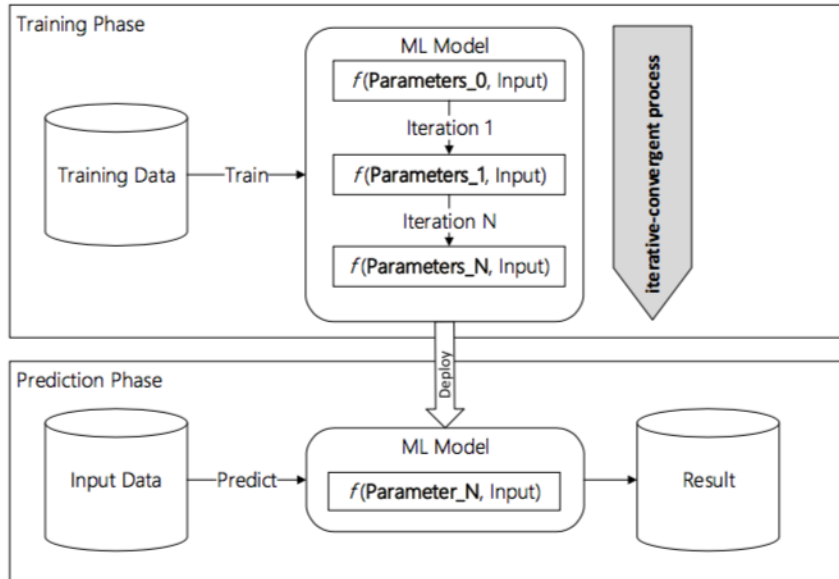 Training Phase
ML Model
f(Parameters_0, Input)
Iteration 1
Training Data
Train
f(Parameters_1, Input)
Iteration N
f(Parameters_N, Input)
iterative-convergent process
Deploy
Prediction Phase
ML Model
Input Data
Predict
f(Parameter_N, Input)
Result